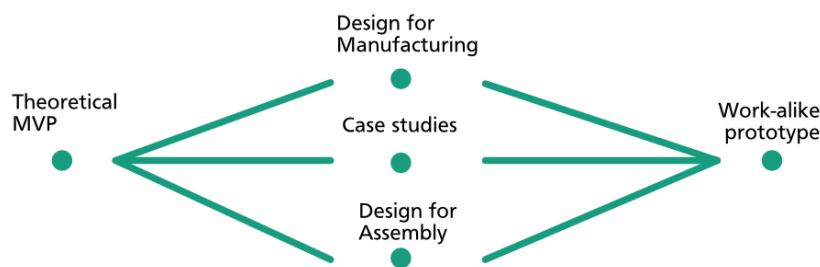 Design for
Manufacturing
Theoretical
MVP
Case studies
Work-alike
prototype
Design for
Assembly